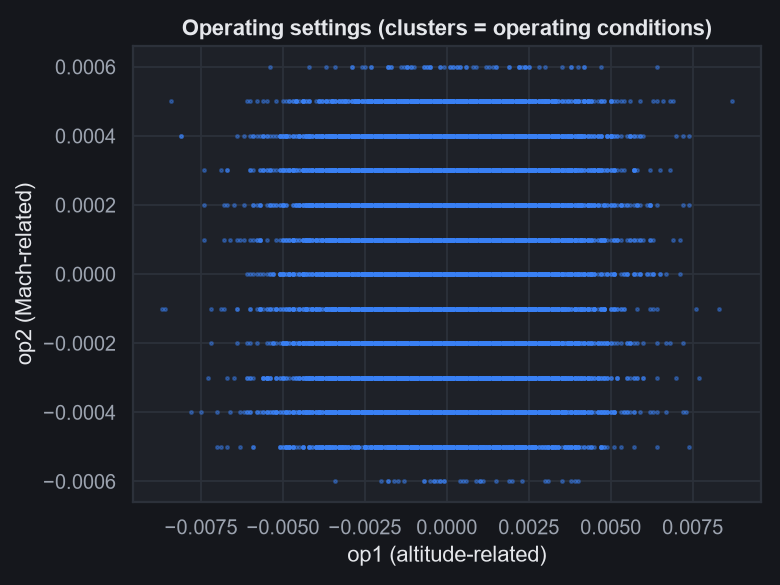 Operating settings (clusters = operating conditions)
0.0006
0.0004
0.0002
0.0000
−0.0002
−0.0004
−0.0006
op2 (Mach-related)
−0.0075 −0.0050 −0.0025 0.0000 0.0025 0.0050 0.0075
op1 (altitude-related)